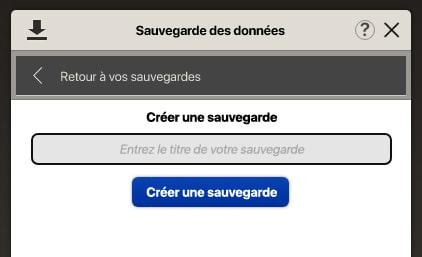 Sauvegarde des données
?
Retour à vos sauvegardes
Créer une sauvegarde
Entrez le titre de votre sauvegarde
Créer une sauvegarde